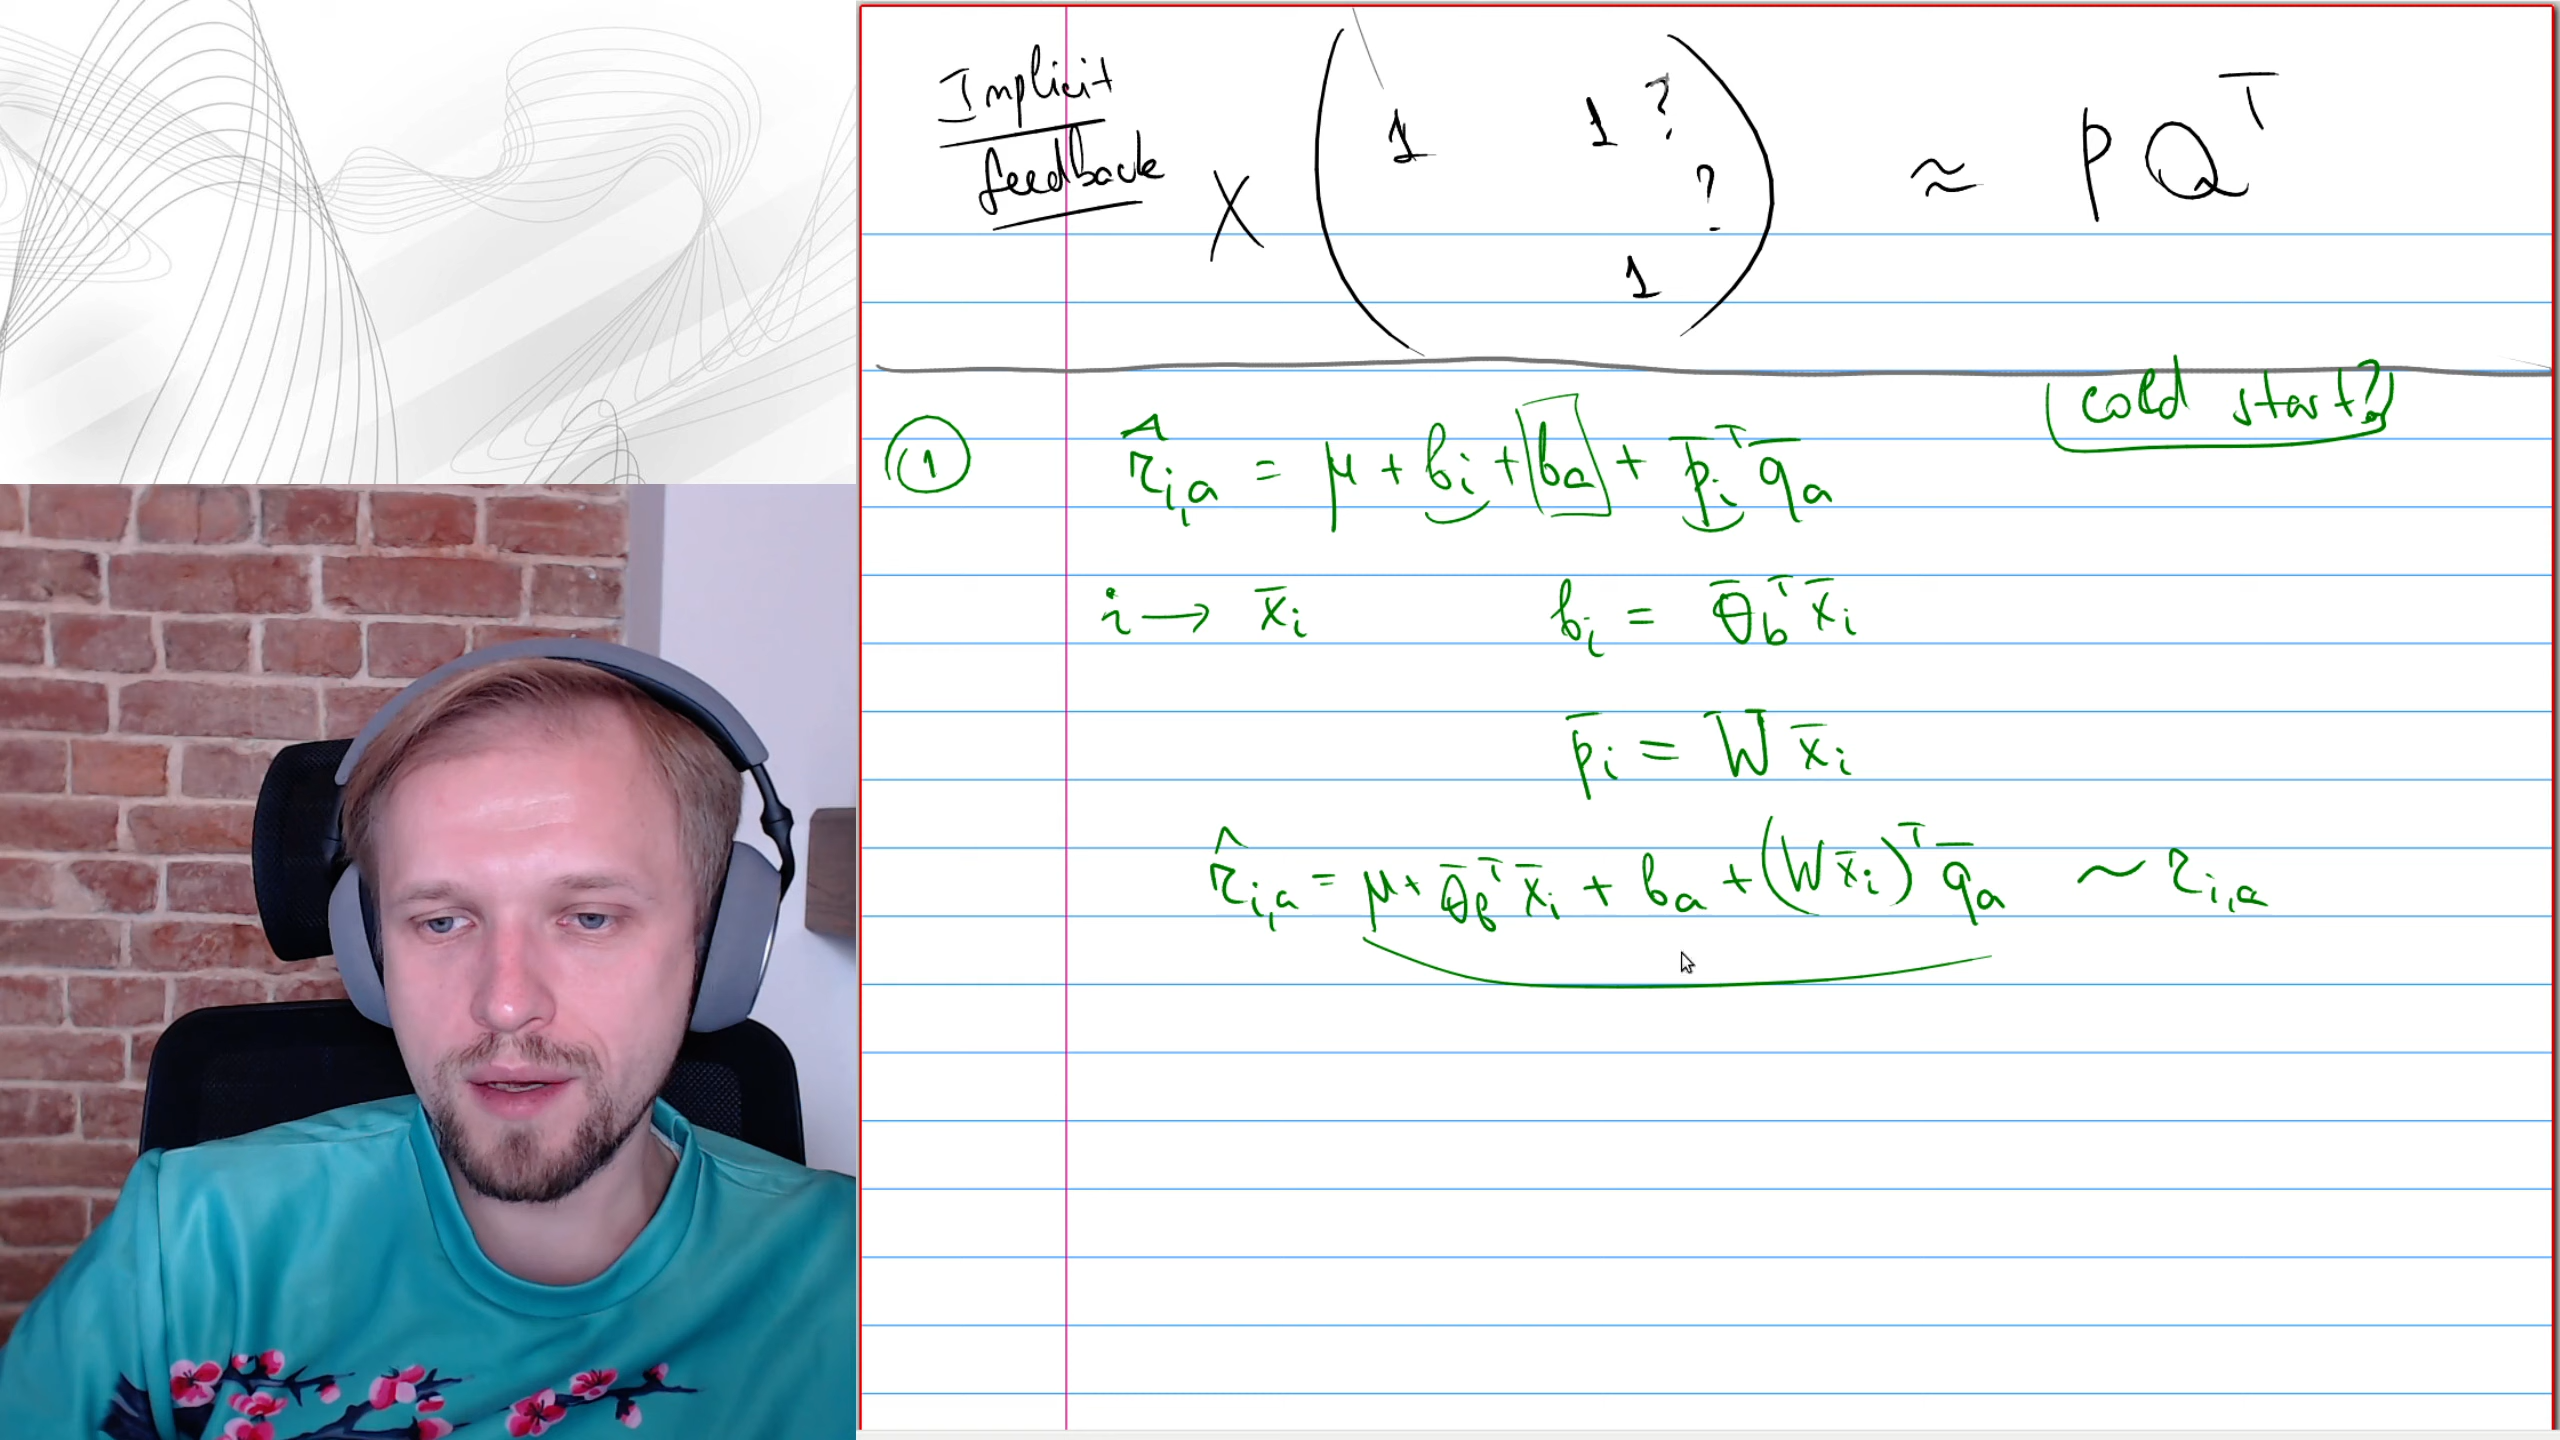 Implicit
feedback X ( 1 1 ? ? 1 ) ≈ P Q^T
cold start?
① r̂_{i,a} = μ + b_i + b_a + p̄_i^T q̄_a
i → x̄_i b_i = θ̄_b^T x̄_i
p̄_i = W x̄_i
r̂_{i,a} = μ + θ̄_b^T x̄_i + b_a + (W x̄_i)^T q̄_a ~ r_{i,a}